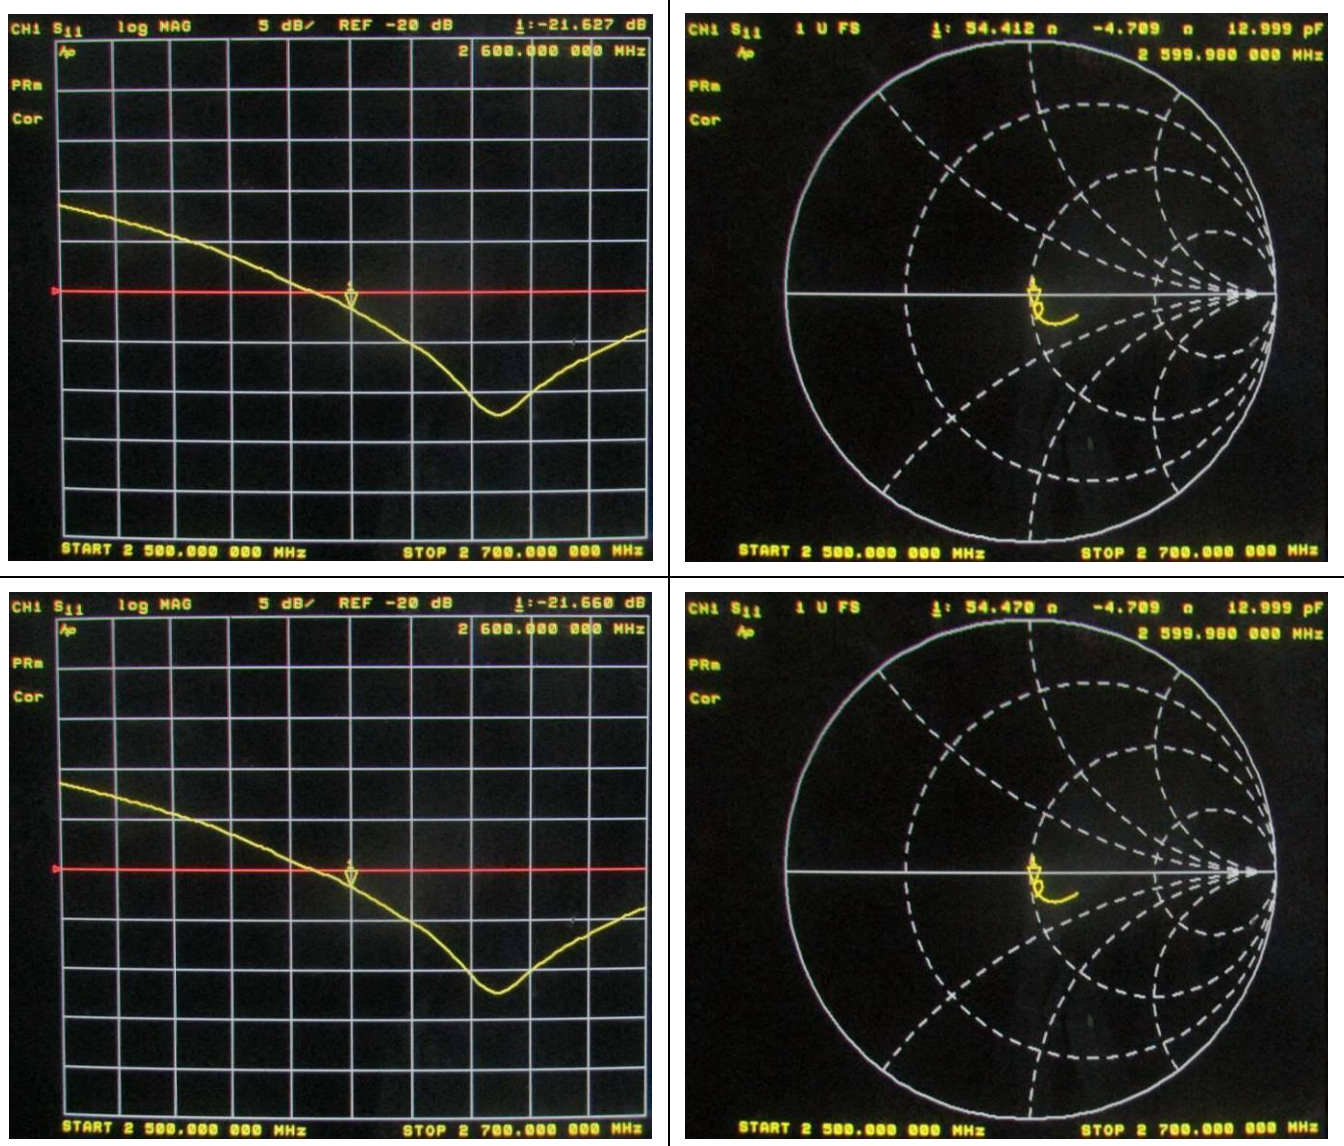 CH1 S11 log MAG 5 dB/ REF -20 dB 1:-21.627 dB
hp 2 600.000 000 MHz
PRm
Cor
START 2 500.000 000 MHz STOP 2 700.000 000 MHz
CH1 S11 1 U FS 1: 54.412 Ω -4.709 Ω 12.999 pF
hp 2 599.980 000 MHz
PRm
Cor
START 2 500.000 000 MHz STOP 2 700.000 000 MHz
CH1 S11 log MAG 5 dB/ REF -20 dB 1:-21.660 dB
hp 2 600.000 000 MHz
PRm
Cor
START 2 500.000 000 MHz STOP 2 700.000 000 MHz
CH1 S11 1 U FS 1: 54.470 Ω -4.709 Ω 12.999 pF
hp 2 599.980 000 MHz
PRm
Cor
START 2 500.000 000 MHz STOP 2 700.000 000 MHz